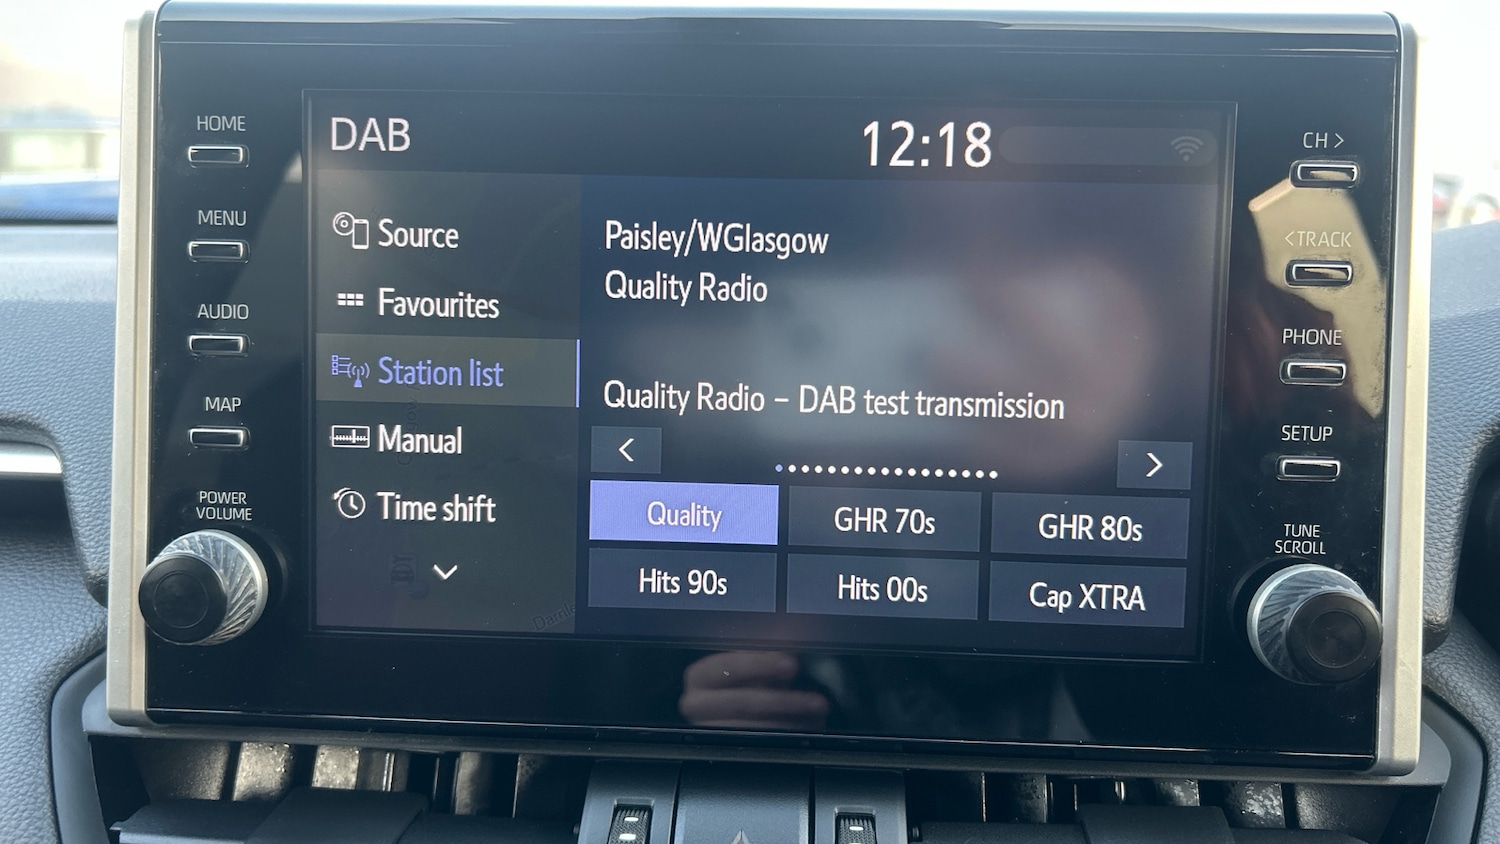 HOME
MENU
AUDIO
MAP
POWER
VOLUME
DAB
12:18
Source
Favourites
Station list
Manual
Time shift
Paisley/WGlasgow
Quality Radio
Quality Radio – DAB test transmission
<
>
Quality
GHR 70s
GHR 80s
Hits 90s
Hits 00s
Cap XTRA
CH >
< TRACK
PHONE
SETUP
TUNE
SCROLL